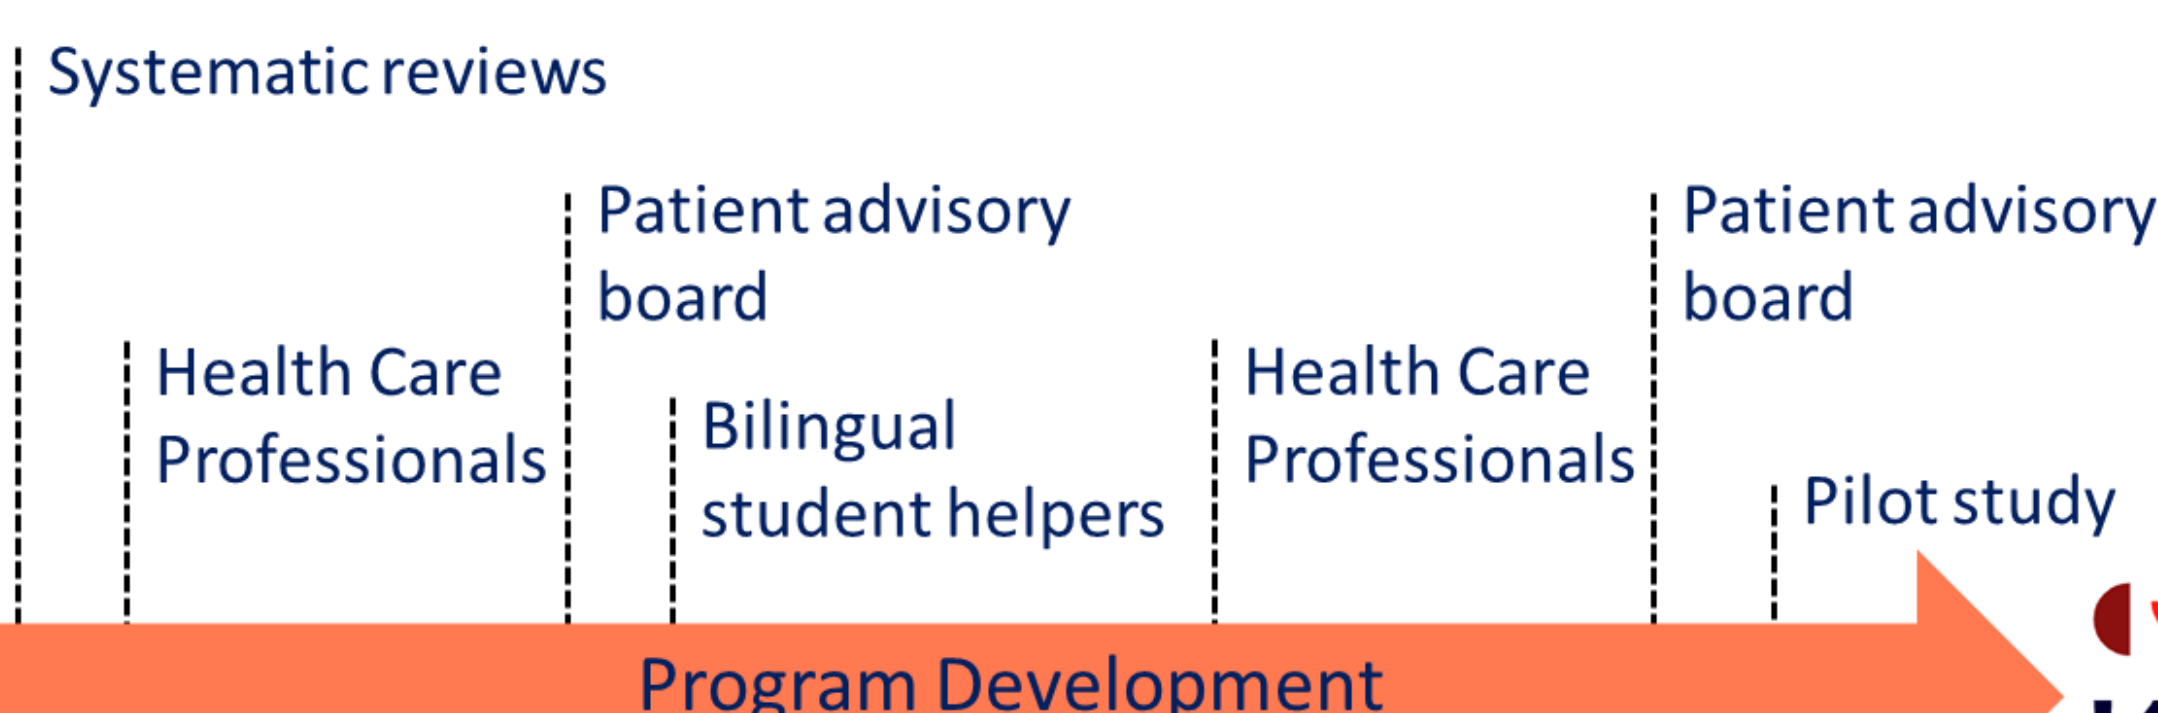 Systematic reviews
Patient advisory
board
Patient advisory
board
Health Care
Professionals
Bilingual
student helpers
Health Care
Professionals
Pilot study
Program Development